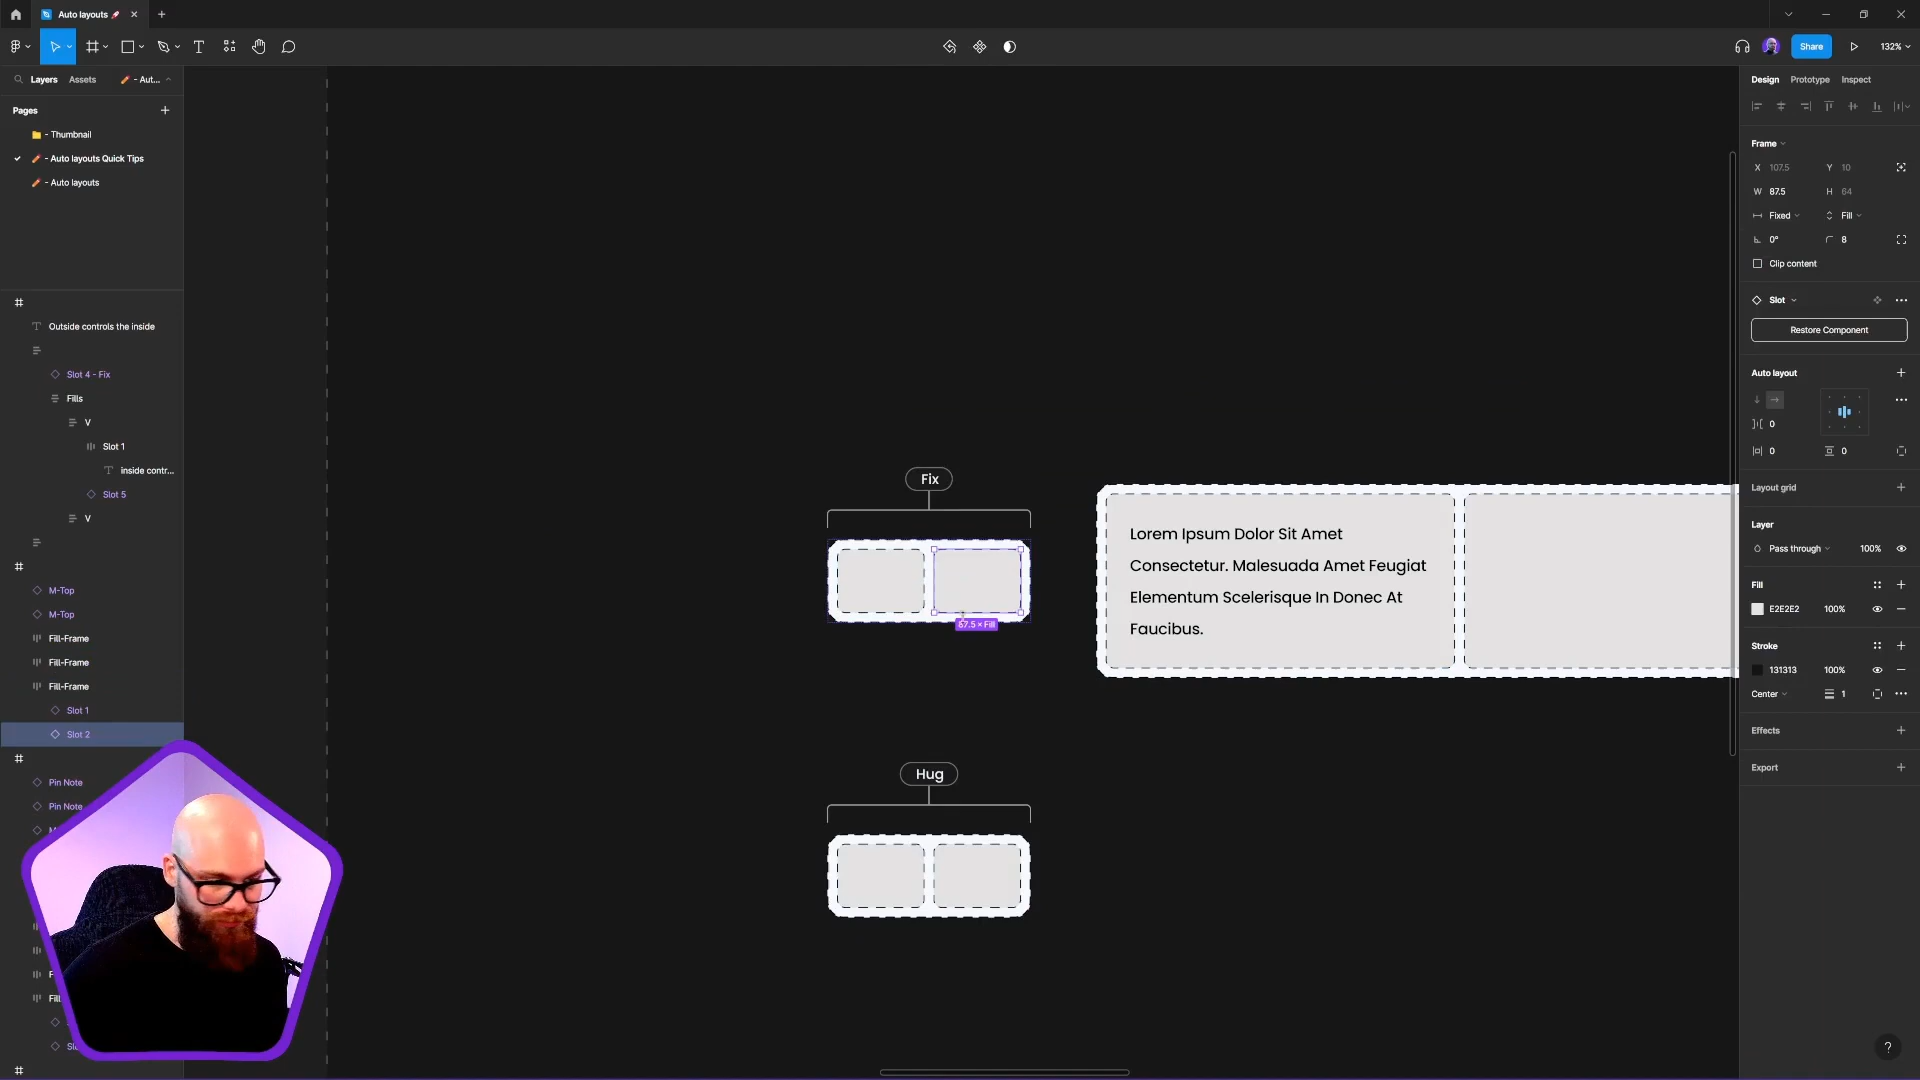 Auto layouts
Share
132%
Layers
Assets
- Aut...
Pages
- Thumbnail
- Auto layouts Quick Tips
- Auto layouts
Outside controls the inside
Slot 4 - Fix
Fills
V
Slot 1
inside contr...
Slot 5
V
M-Top
M-Top
Fill-Frame
Fill-Frame
Fill-Frame
Slot 1
Slot 2
Pin Note
Pin Note
Fix
67.5 × Fill
Lorem Ipsum Dolor Sit Amet
Consectetur. Malesuada Amet Feugiat
Elementum Scelerisque In Donec At
Faucibus.
Hug
Design
Prototype
Inspect
Frame
X 107.5 Y 10
W 87.5 H 64
Fixed Fill
0° 8
Clip content
Slot
Restore Component
Auto layout
0
0 0
Layout grid
Layer
Pass through 100%
Fill
E2E2E2 100%
Stroke
131313 100%
Center 1
Effects
Export
?